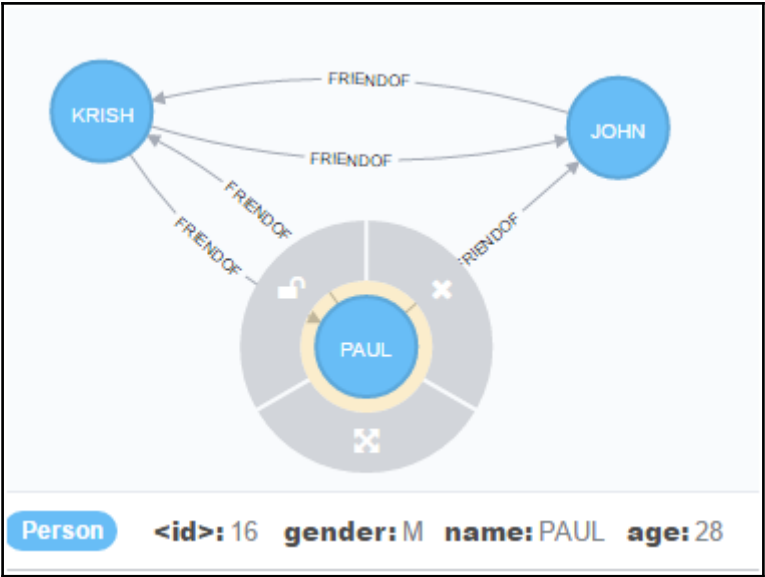 FRIENDOF
KRISH
JOHN
FRIENDOF
FRIENDOF
FRIENDOF
FRIENDOF
PAUL
Person <id>: 16 gender: M name: PAUL age: 28